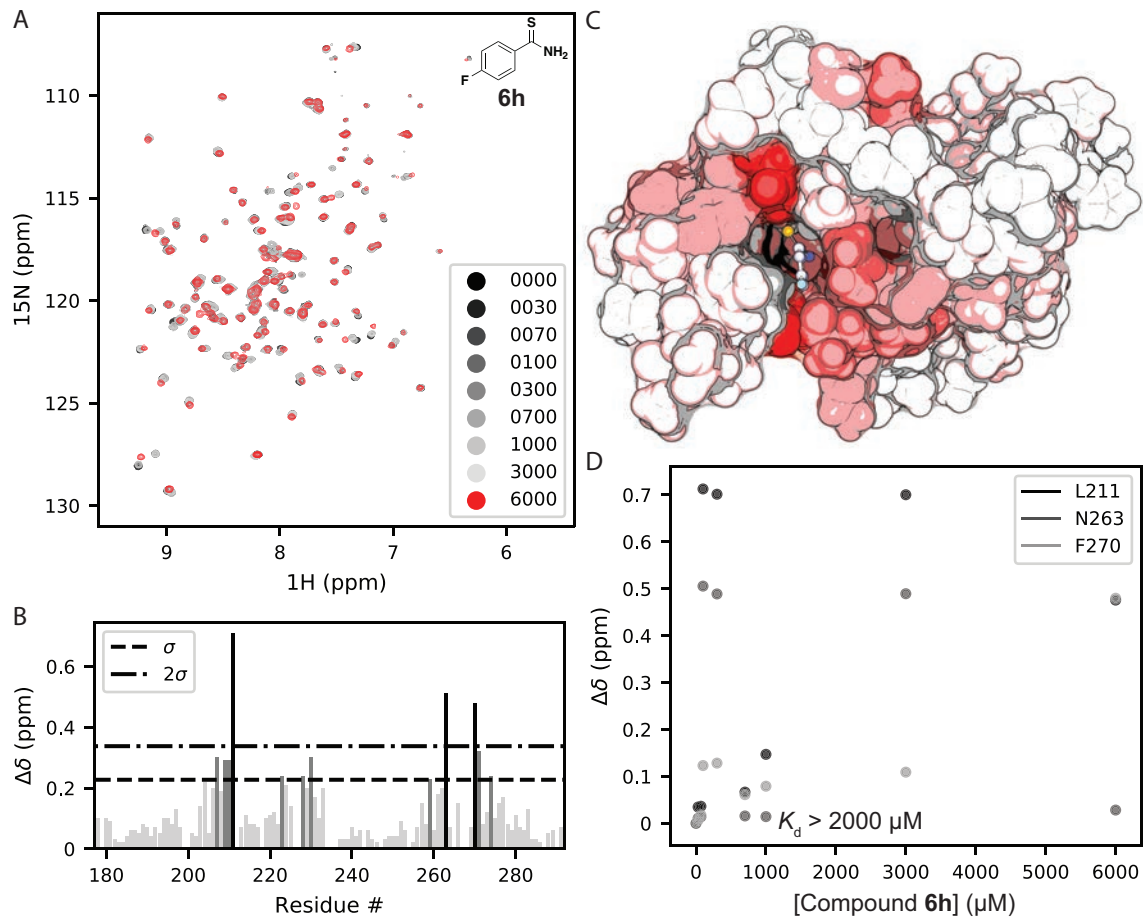 A
110
115
120
125
130
15N (ppm)
9
8
7
6
1H (ppm)
S
NH₂
F
6h
0000
0030
0070
0100
0300
0700
1000
3000
6000
B
σ
2σ
0.6
0.4
0.2
0
Δδ (ppm)
180
200
220
240
260
280
Residue #
C
D
L211
N263
F270
0.7
0.6
0.5
0.4
0.3
0.2
0.1
0
Δδ (ppm)
Kd > 2000 µM
0
1000
2000
3000
4000
5000
6000
[Compound 6h] (µM)